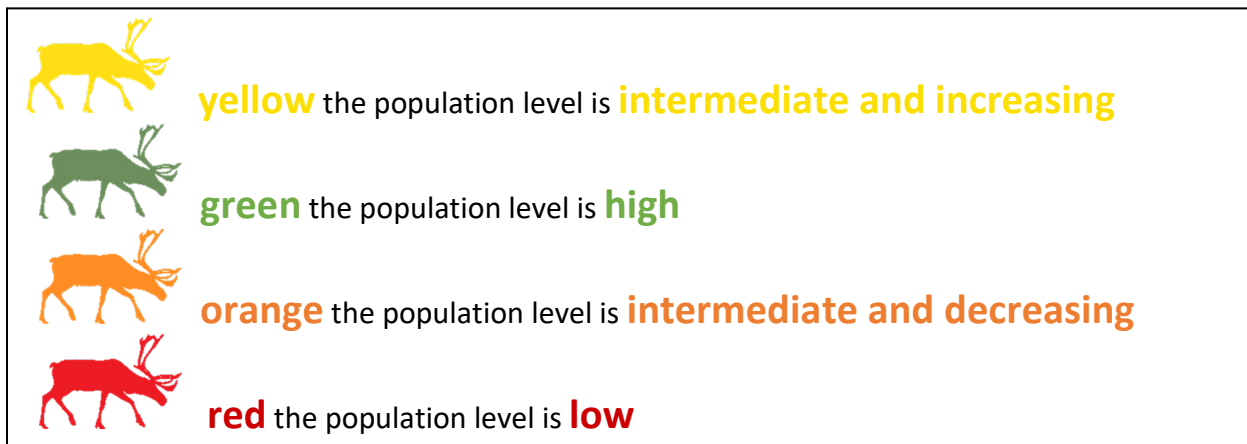 yellow the population level is intermediate and increasing
green the population level is high
orange the population level is intermediate and decreasing
red the population level is low